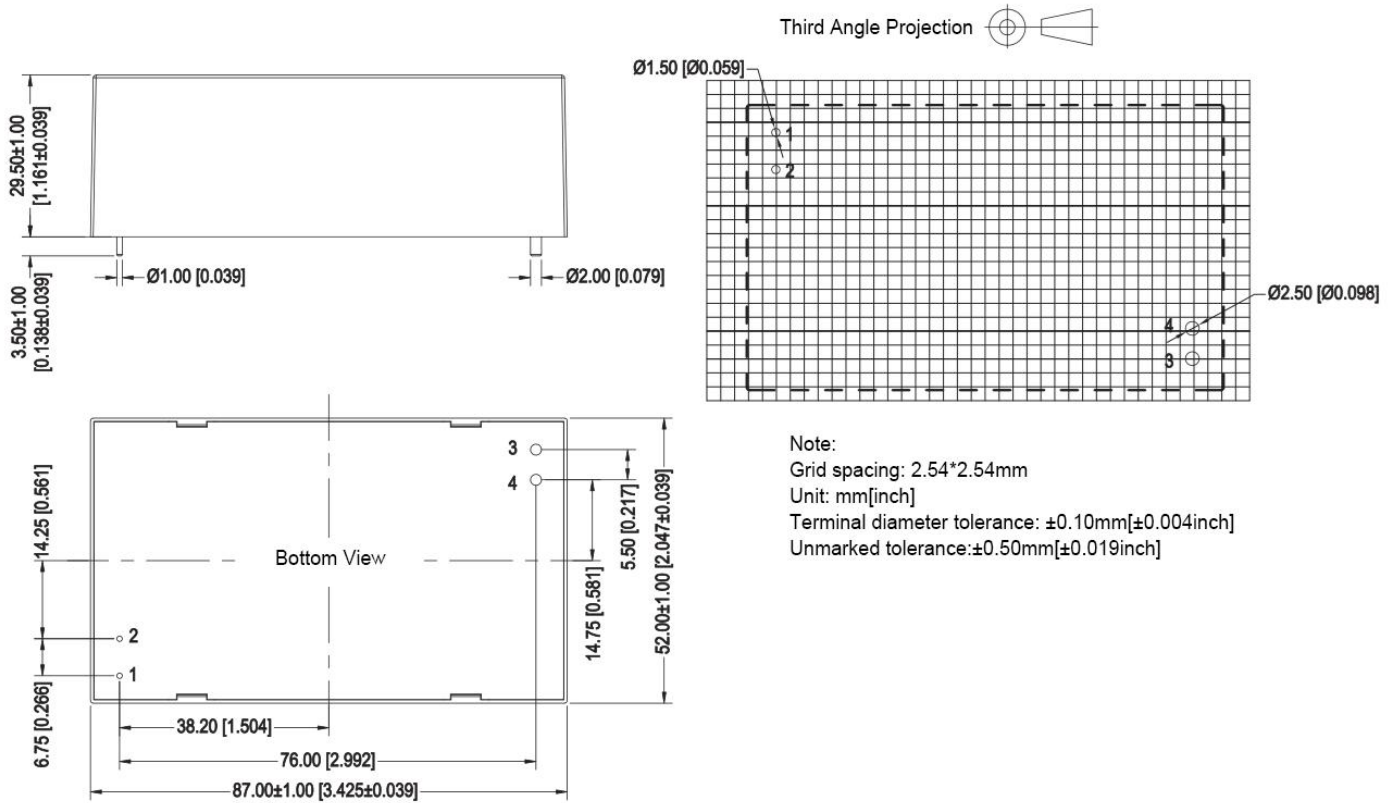 Third Angle Projection
29.50±1.00
[1.161±0.039]
3.50±1.00
[0.138±0.039]
Ø1.00 [0.039]
Ø2.00 [0.079]
Ø1.50 [Ø0.059]
1
2
4
3
Ø2.50 [Ø0.098]
Note:
Grid spacing: 2.54*2.54mm
Unit: mm[inch]
Terminal diameter tolerance: ±0.10mm[±0.004inch]
Unmarked tolerance:±0.50mm[±0.019inch]
3
4
Bottom View
2
1
14.25 [0.561]
6.75 [0.266]
5.50 [0.217]
14.75 [0.581]
52.00±1.00 [2.047±0.039]
38.20 [1.504]
76.00 [2.992]
87.00±1.00 [3.425±0.039]